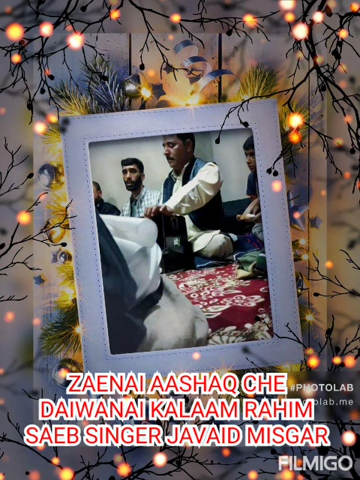 #PHOTOLAB
ZAENAI AASHAQ CHE
DAIWANAI KALAAM RAHIM
SAEB SINGER JAVAID MISGAR
FILMIGO